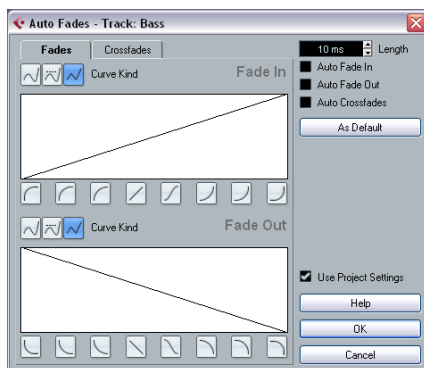 Auto Fades - Track: Bass
Fades
Crossfades
10 ms
Length
Curve Kind
Fade In
Auto Fade In
Auto Fade Out
Auto Crossfades
As Default
Curve Kind
Fade Out
Use Project Settings
Help
OK
Cancel